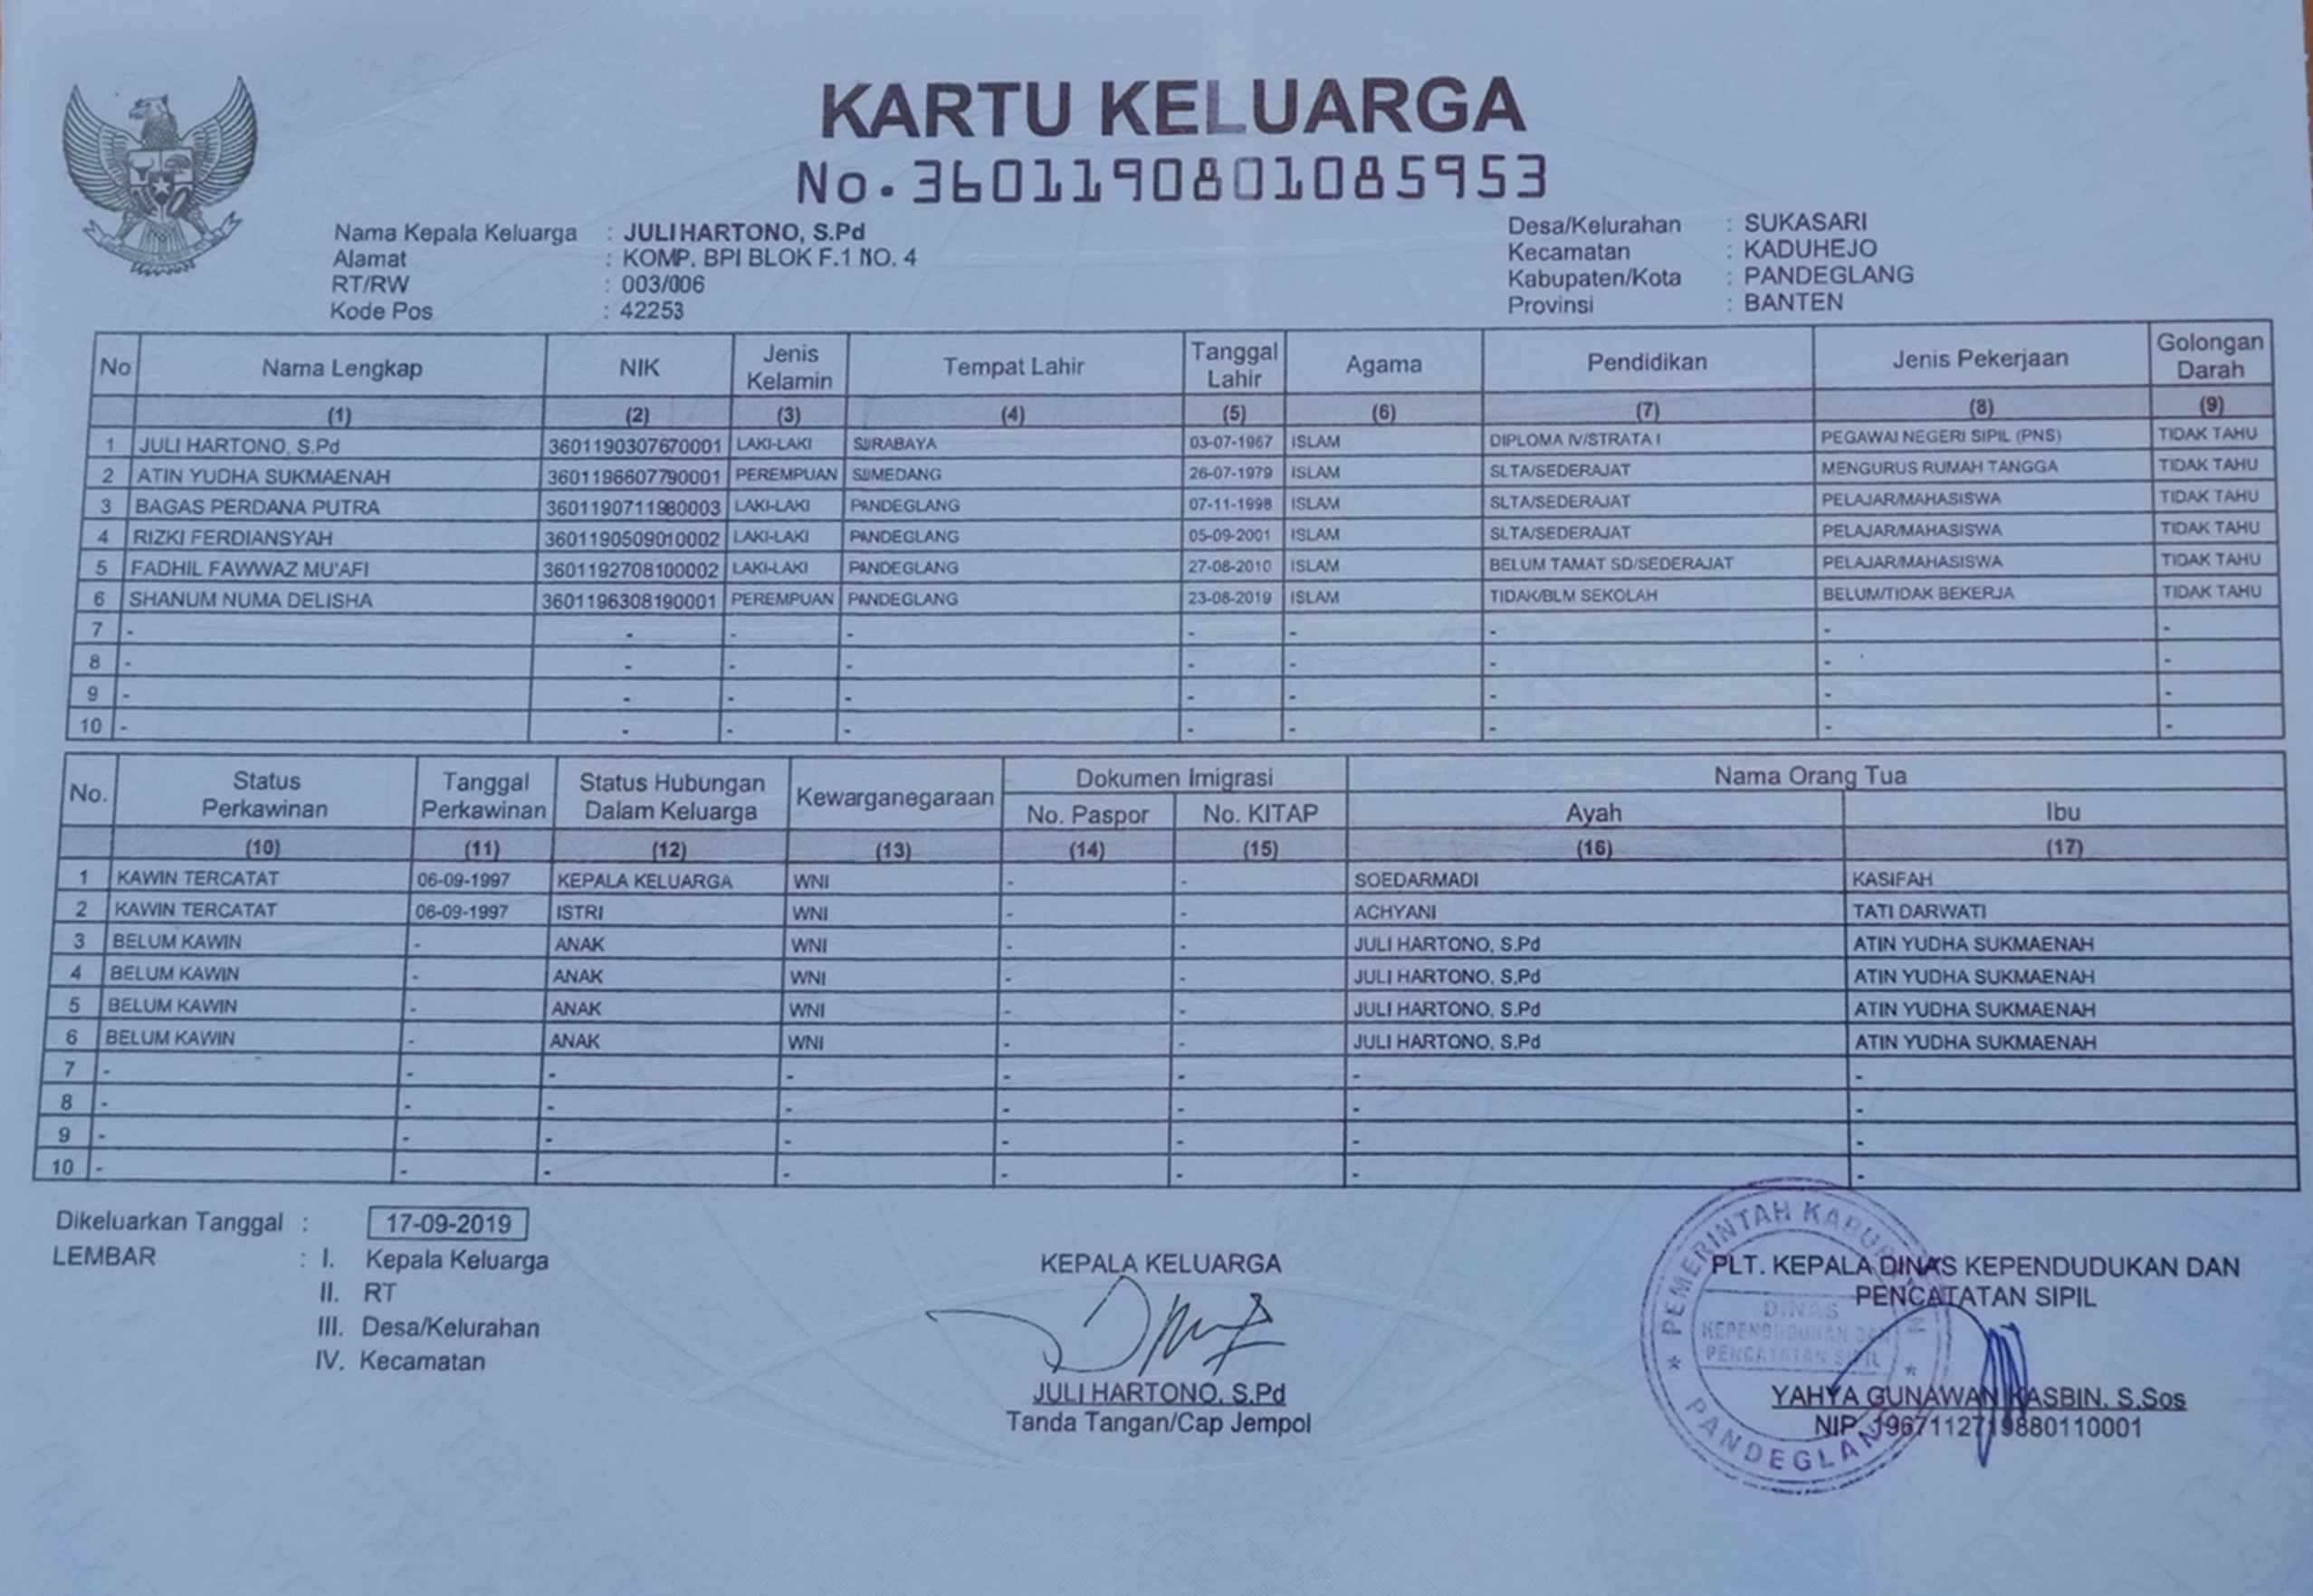 KARTU KELUARGA
No. 3601190801085953
Nama Kepala Keluarga : JULI HARTONO, S.Pd
Alamat : KOMP. BPI BLOK F.1 NO. 4
RT/RW : 003/006
Kode Pos : 42253
Desa/Kelurahan : SUKASARI
Kecamatan : KADUHEJO
Kabupaten/Kota : PANDEGLANG
Provinsi : BANTEN
No Nama Lengkap NIK Jenis Kelamin Tempat Lahir Tanggal Lahir Agama Pendidikan Jenis Pekerjaan Golongan Darah
(1) (2) (3) (4) (5) (6) (7) (8) (9)
1 JULI HARTONO, S.Pd 3601190307670001 LAKI-LAKI SURABAYA 03-07-1967 ISLAM DIPLOMA IV/STRATA I PEGAWAI NEGERI SIPIL (PNS) TIDAK TAHU
2 ATIN YUDHA SUKMAENAH 3601196607790001 PEREMPUAN SUMEDANG 26-07-1979 ISLAM SLTA/SEDERAJAT MENGURUS RUMAH TANGGA TIDAK TAHU
3 BAGAS PERDANA PUTRA 3601190711980003 LAKI-LAKI PANDEGLANG 07-11-1998 ISLAM SLTA/SEDERAJAT PELAJAR/MAHASISWA TIDAK TAHU
4 RIZKI FERDIANSYAH 3601190509010002 LAKI-LAKI PANDEGLANG 05-09-2001 ISLAM SLTA/SEDERAJAT PELAJAR/MAHASISWA TIDAK TAHU
5 FADHIL FAWWAZ MU'AFI 3601192708100002 LAKI-LAKI PANDEGLANG 27-08-2010 ISLAM BELUM TAMAT SD/SEDERAJAT PELAJAR/MAHASISWA TIDAK TAHU
6 SHANUM NUMA DELISHA 3601196308190001 PEREMPUAN PANDEGLANG 23-08-2019 ISLAM TIDAK/BLM SEKOLAH BELUM/TIDAK BEKERJA TIDAK TAHU
7 - - - - - - - - -
8 - - - - - - - - -
9 - - - - - - - - -
10 - - - - - - - - -
No. Status Perkawinan Tanggal Perkawinan Status Hubungan Dalam Keluarga Kewarganegaraan Dokumen Imigrasi Nama Orang Tua
No. Paspor No. KITAP Ayah Ibu
(10) (11) (12) (13) (14) (15) (16) (17)
1 KAWIN TERCATAT 06-09-1997 KEPALA KELUARGA WNI - - SOEDARMADI KASIFAH
2 KAWIN TERCATAT 06-09-1997 ISTRI WNI - - ACHYANI TATI DARWATI
3 BELUM KAWIN - ANAK WNI - - JULI HARTONO, S.Pd ATIN YUDHA SUKMAENAH
4 BELUM KAWIN - ANAK WNI - - JULI HARTONO, S.Pd ATIN YUDHA SUKMAENAH
5 BELUM KAWIN - ANAK WNI - - JULI HARTONO, S.Pd ATIN YUDHA SUKMAENAH
6 BELUM KAWIN - ANAK WNI - - JULI HARTONO, S.Pd ATIN YUDHA SUKMAENAH
7 - - - - - - - -
8 - - - - - - - -
9 - - - - - - - -
10 - - - - - - - -
Dikeluarkan Tanggal : 17-09-2019
LEMBAR : I. Kepala Keluarga
II. RT
III. Desa/Kelurahan
IV. Kecamatan
KEPALA KELUARGA
JULI HARTONO, S.Pd
Tanda Tangan/Cap Jempol
PLT. KEPALA DINAS KEPENDUDUKAN DAN
PENCATATAN SIPIL
YAHYA GUNAWAN KASBIN, S.Sos
NIP. 196711271988011 0001
PEMERINTAH KABUPATEN
DINAS
KEPENDUDUKAN DAN
PENCATATAN SIPIL
PANDEGLANG